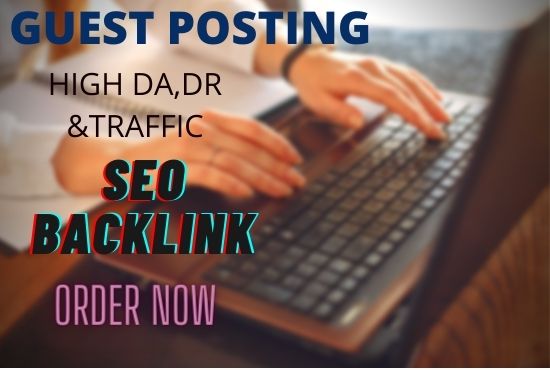 GUEST POSTING
HIGH DA,DR
&TRAFFIC
SEO
BACKLINK
ORDER NOW